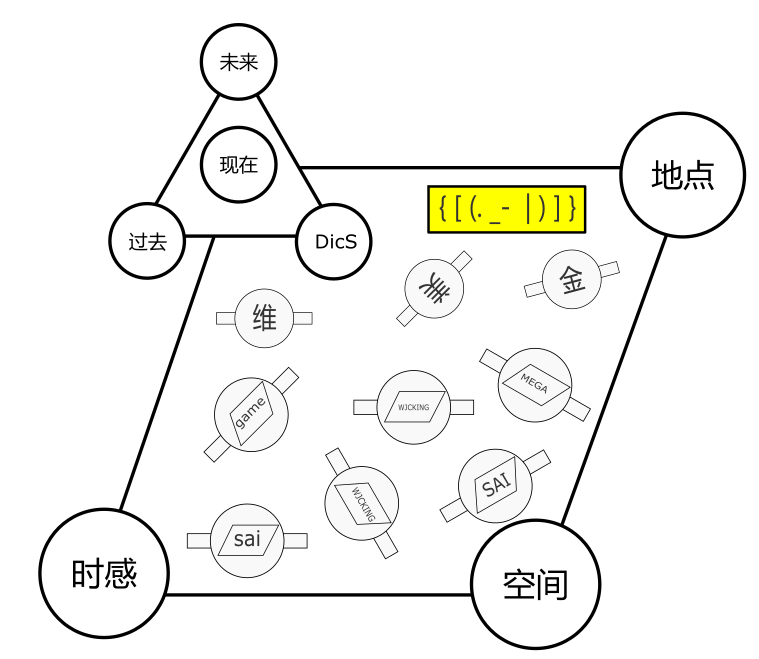 未来
现在
地点
过去
DicS
{ [ (. _- | ) ] }
维
美
金
game
WJCKING
MEGA
WJCKING
SAI
sai
时感
空间